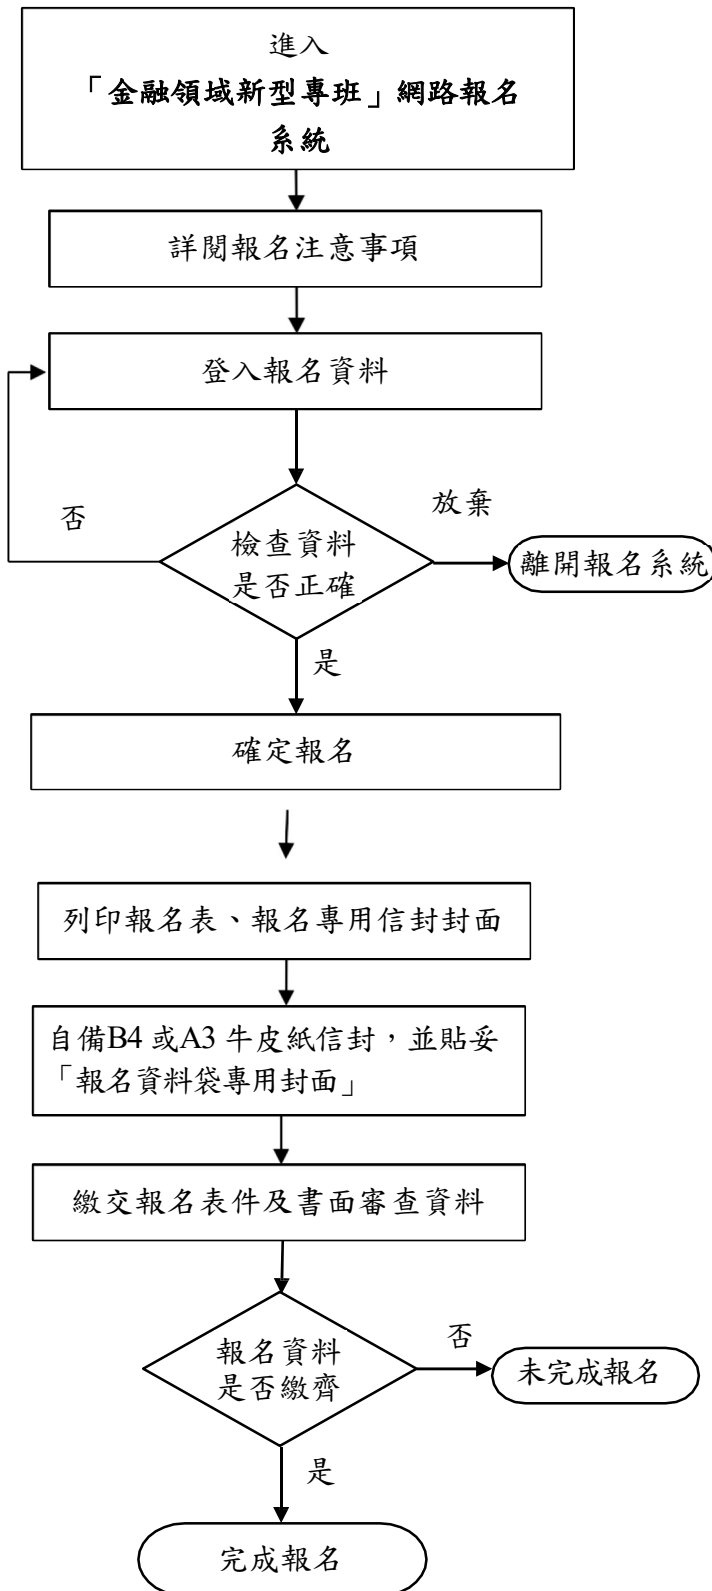 進入
「金融領域新型專班」網路報名
系統
詳閱報名注意事項
登入報名資料
否
放棄
檢查資料
是否正確
離開報名系統
是
確定報名
列印報名表、報名專用信封封面
自備B4 或A3 牛皮紙信封，並貼妥
「報名資料袋專用封面」
繳交報名表件及書面審查資料
報名資料
是否繳齊
否
未完成報名
是
完成報名